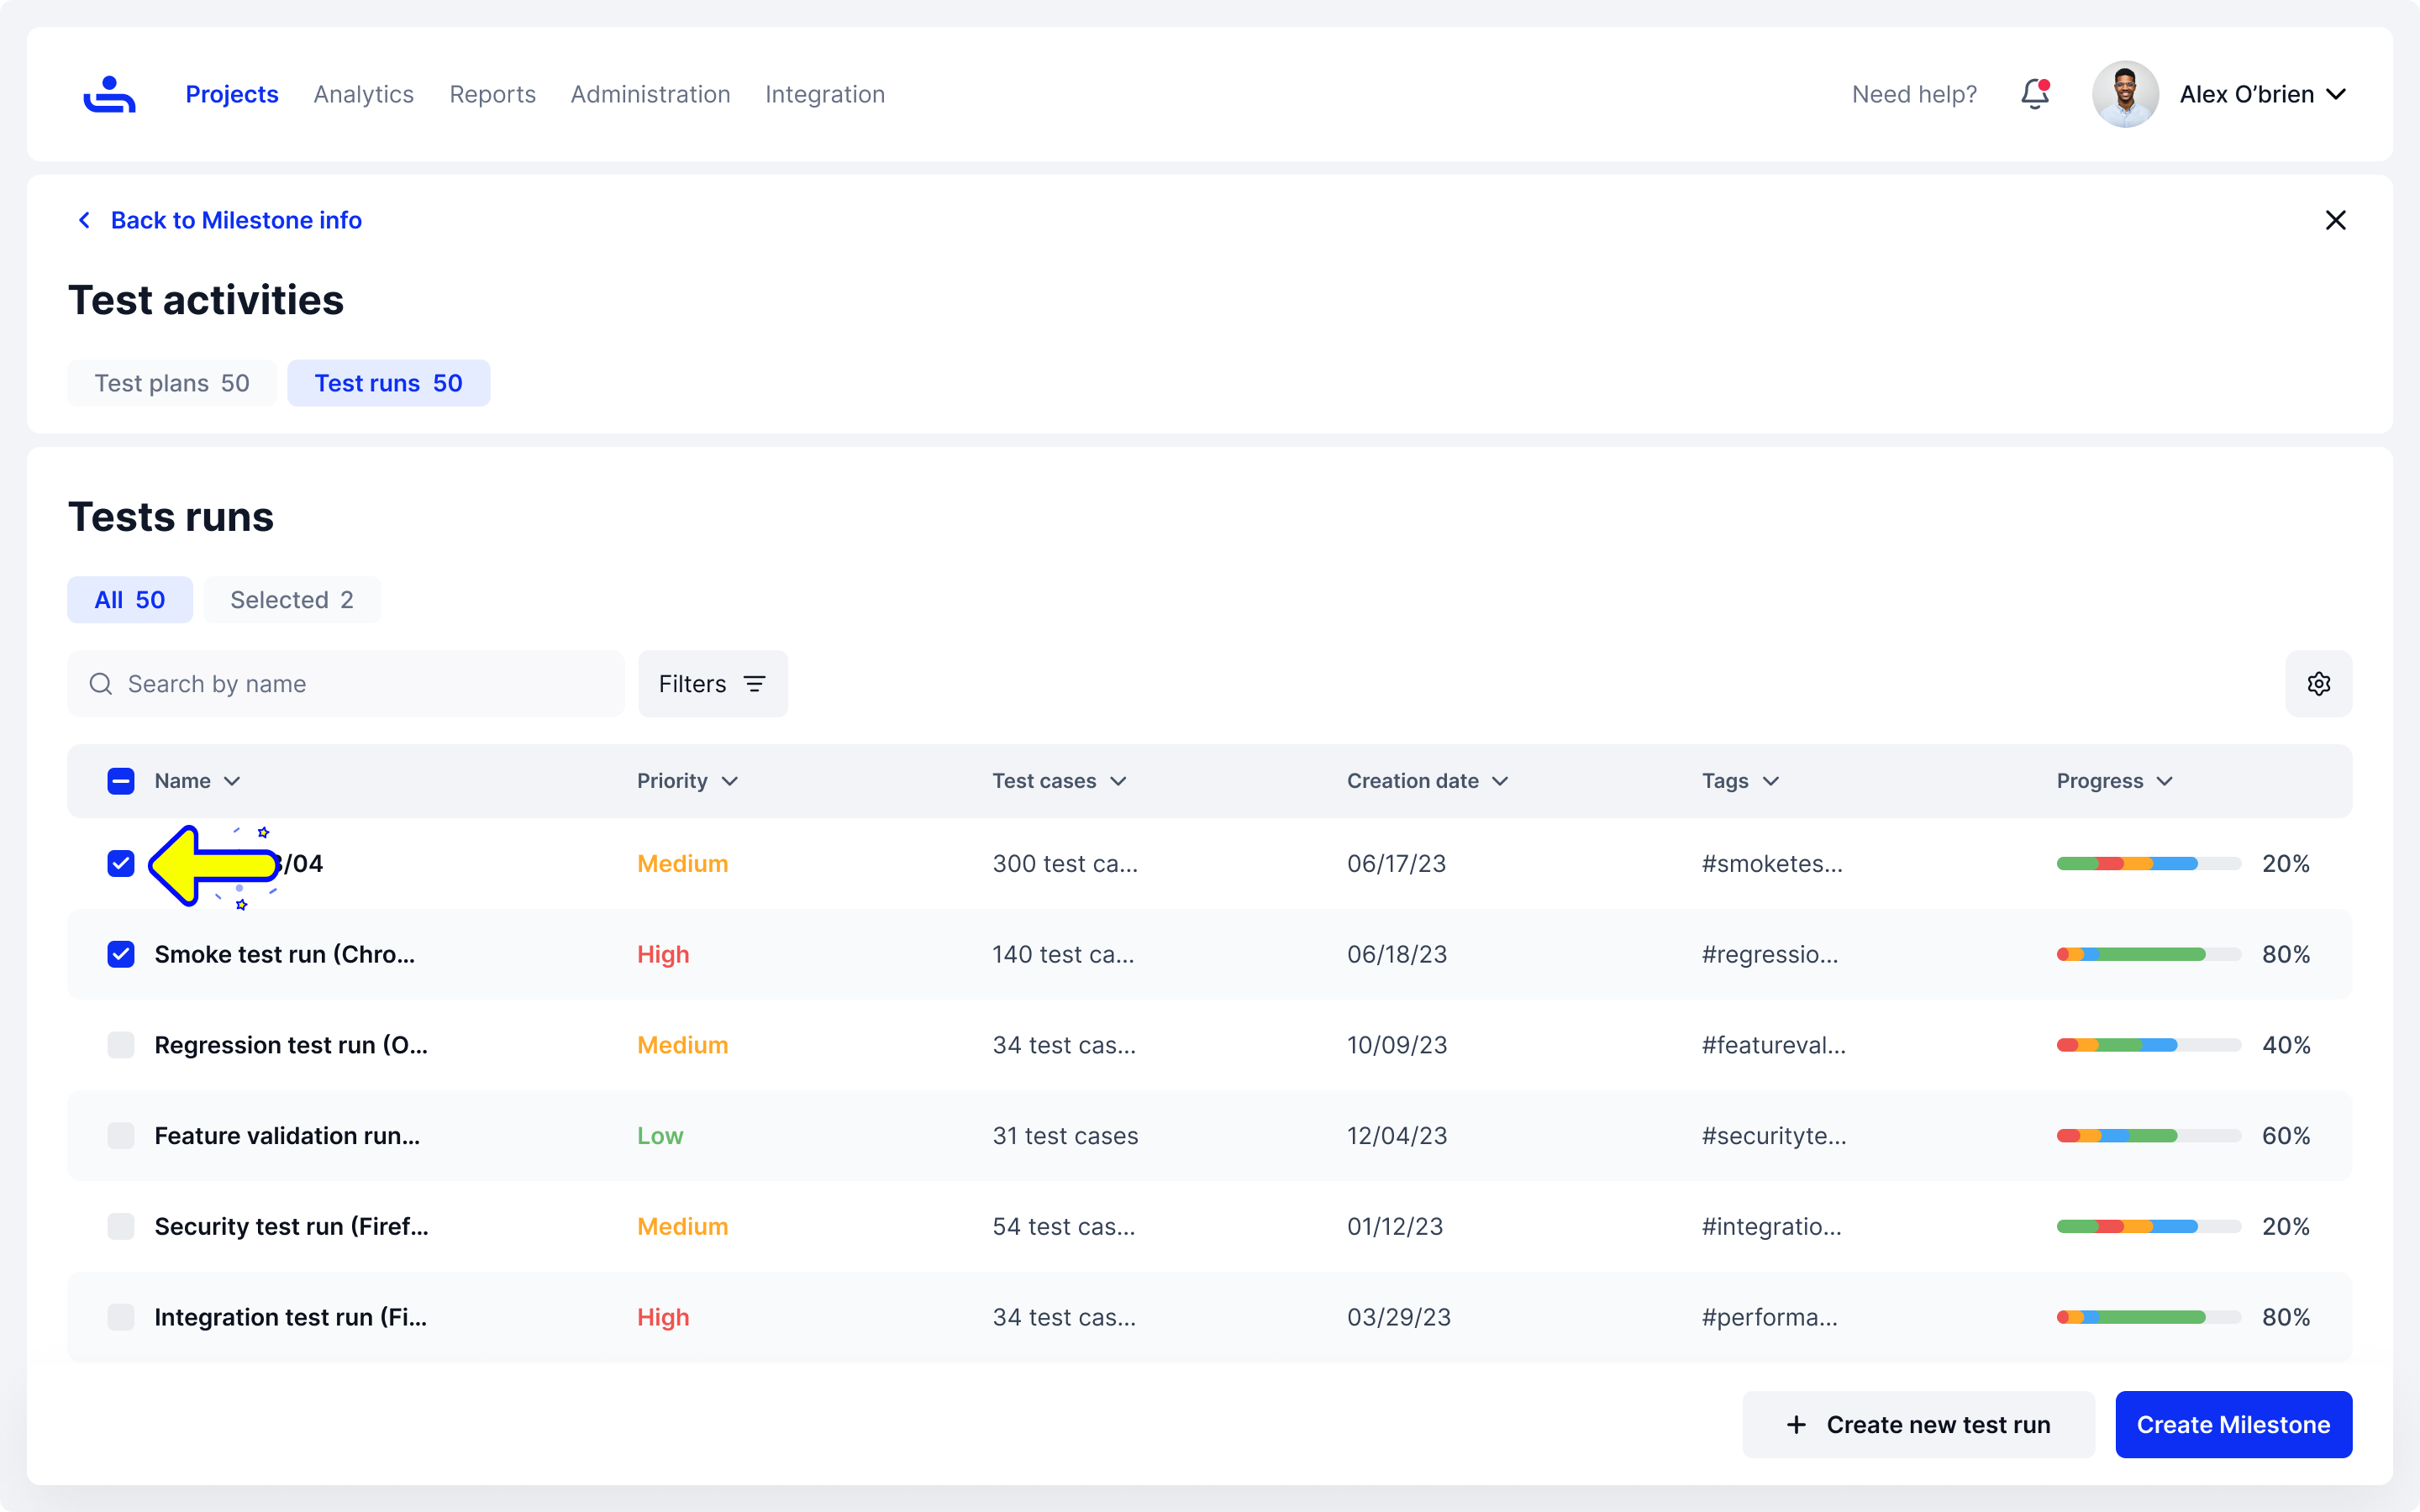 Projects Analytics Reports Administration Integration Need help? Alex O’brien
Back to Milestone info
Test activities
Test plans 50 Test runs 50
Tests runs
All 50 Selected 2
Search by name Filters
Name Priority Test cases Creation date Tags Progress
/04 Medium 300 test ca... 06/17/23 #smoketes... 20%
Smoke test run (Chro... High 140 test ca... 06/18/23 #regressio... 80%
Regression test run (O... Medium 34 test cas... 10/09/23 #featureval... 40%
Feature validation run... Low 31 test cases 12/04/23 #securityte... 60%
Security test run (Firef... Medium 54 test cas... 01/12/23 #integratio... 20%
Integration test run (Fi... High 34 test cas... 03/29/23 #performa... 80%
Create new test run Create Milestone